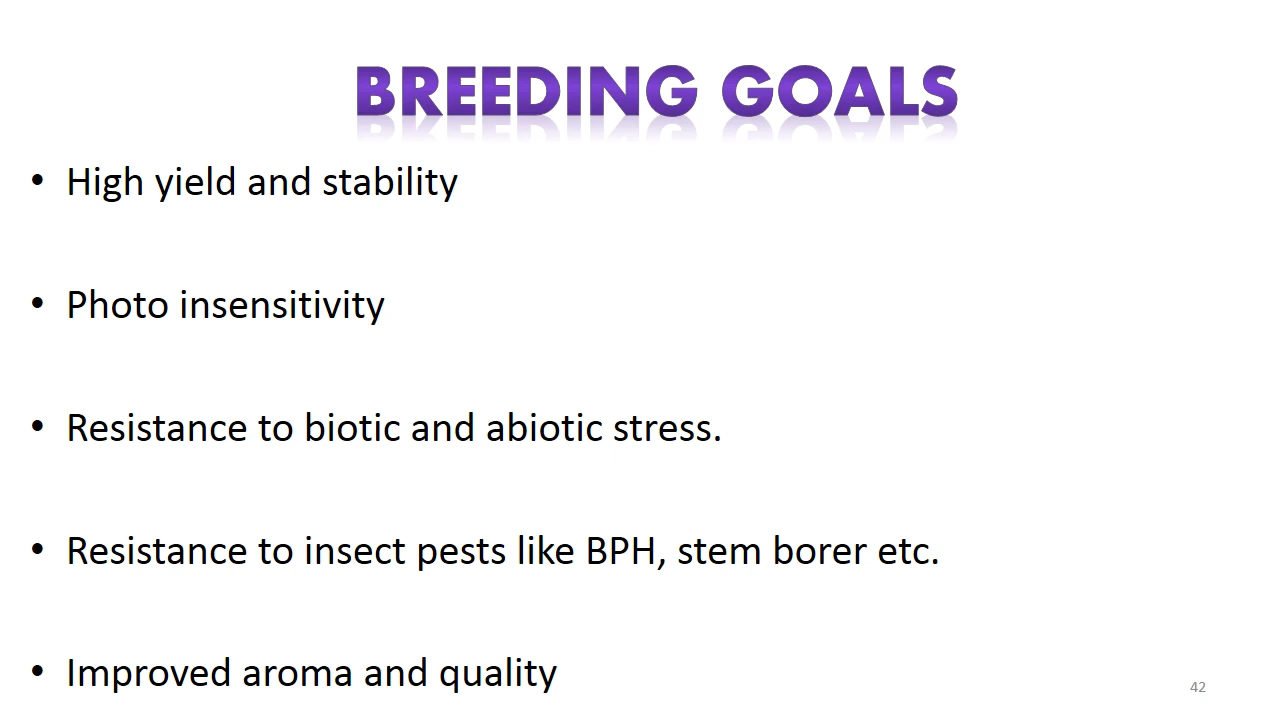 BREEDING GOALS
• High yield and stability
• Photo insensitivity
• Resistance to biotic and abiotic stress.
• Resistance to insect pests like BPH, stem borer etc.
• Improved aroma and quality
42